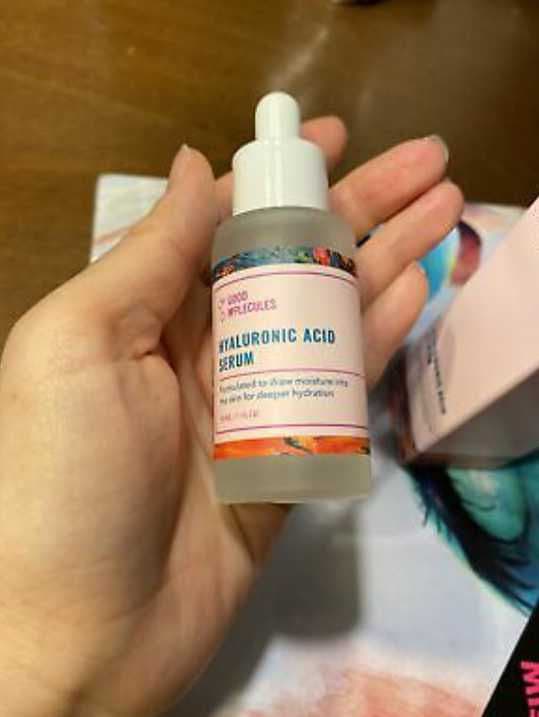 GOOD
MOLECULES
HYALURONIC ACID
SERUM
Formulated to draw moisture into
the skin for deeper hydration